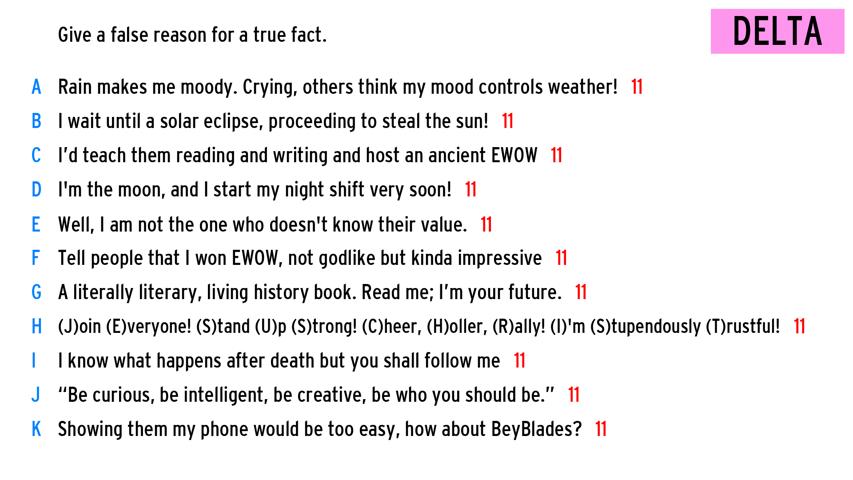 Give a false reason for a true fact.
DELTA
A Rain makes me moody. Crying, others think my mood controls weather! 11
B I wait until a solar eclipse, proceeding to steal the sun! 11
C I’d teach them reading and writing and host an ancient EWOW 11
D I'm the moon, and I start my night shift very soon! 11
E Well, I am not the one who doesn't know their value. 11
F Tell people that I won EWOW, not godlike but kinda impressive 11
G A literally literary, living history book. Read me; I’m your future. 11
H (J)oin (E)veryone! (S)tand (U)p (S)trong! (C)heer, (H)oller, (R)ally! (I)'m (S)tupendously (T)rustful! 11
I I know what happens after death but you shall follow me 11
J “Be curious, be intelligent, be creative, be who you should be.” 11
K Showing them my phone would be too easy, how about BeyBlades? 11